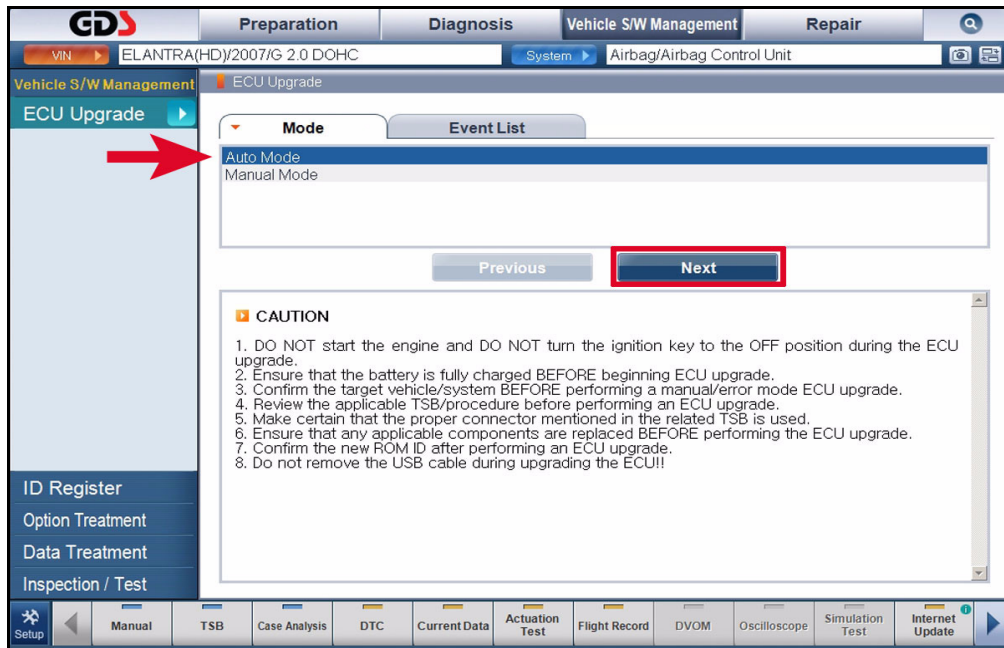 GDS
Preparation
Diagnosis
Vehicle S/W Management
Repair
VIN
ELANTRA(HD)/2007/G 2.0 DOHC
System
Airbag/Airbag Control Unit
Vehicle S/W Management
ECU Upgrade
ECU Upgrade
Mode
Event List
Auto Mode
Manual Mode
Previous
Next
CAUTION
1. DO NOT start the engine and DO NOT turn the ignition key to the OFF position during the ECU
upgrade.
2. Ensure that the battery is fully charged BEFORE beginning ECU upgrade.
3. Confirm the target vehicle/system BEFORE performing a manual/error mode ECU upgrade.
4. Review the applicable TSB/procedure before performing an ECU upgrade.
5. Make certain that the proper connector mentioned in the related TSB is used.
6. Ensure that any applicable components are replaced BEFORE performing the ECU upgrade.
7. Confirm the new ROM ID after performing an ECU upgrade.
8. Do not remove the USB cable during upgrading the ECU!!
ID Register
Option Treatment
Data Treatment
Inspection / Test
Setup
Manual
TSB
Case Analysis
DTC
Current Data
Actuation
Test
Flight Record
DVOM
Oscilloscope
Simulation
Test
Internet
Update